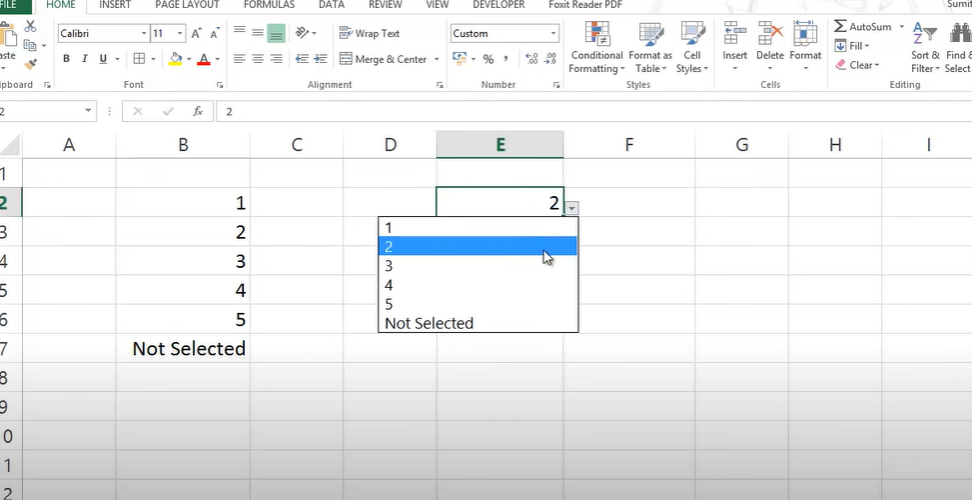 FILE HOME INSERT PAGE LAYOUT FORMULAS DATA REVIEW VIEW DEVELOPER Foxit Reader PDF Sumit
Calibri 11 A A Wrap Text Custom AutoSum
B I U A Merge & Center % , .0 .00 Conditional Formatting Format as Table Cell Styles Insert Delete Format Fill Clear Sort & Filter Find Select
aste
lipboard Font Alignment Number Styles Cells Editing
2 fx 2
A B C D E F G H I
1
2 1 2
3 2
4 3
5 4
6 5
7 Not Selected
8
9
0
1
2
1
2
3
4
5
Not Selected